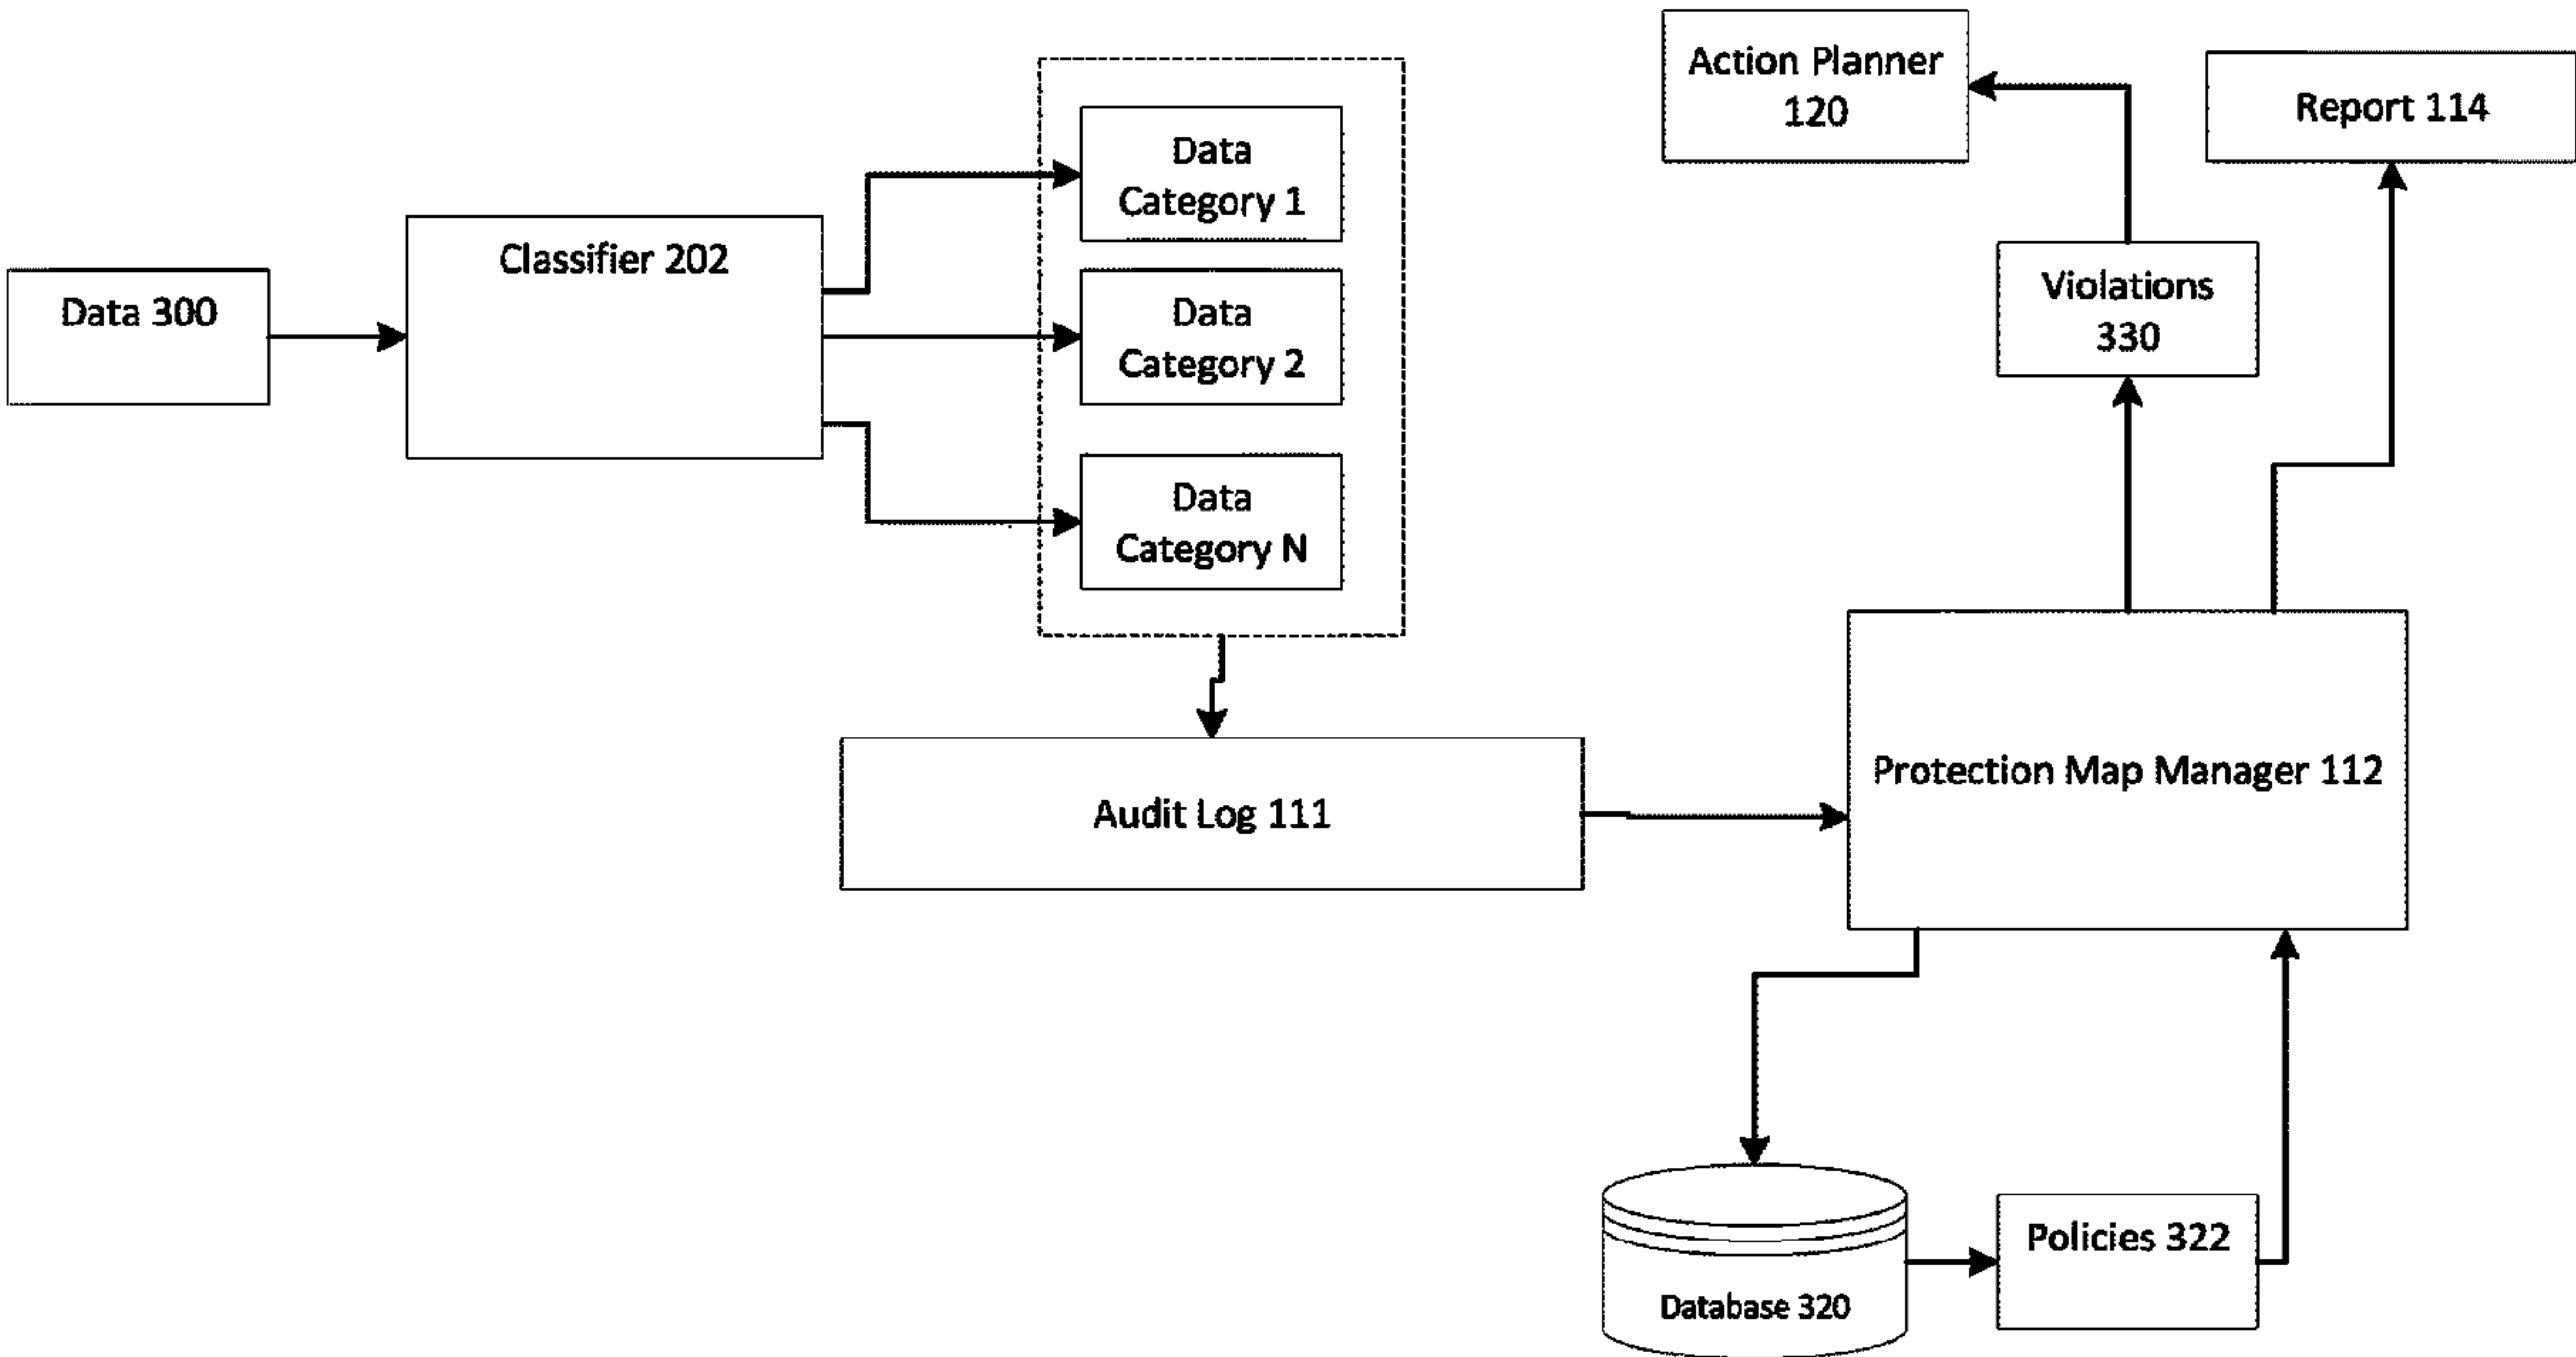 Data 300
Classifier 202
Data
Category 1
Data
Category 2
Data
Category N
Audit Log 111
Action Planner
120
Report 114
Violations
330
Protection Map Manager 112
Database 320
Policies 322